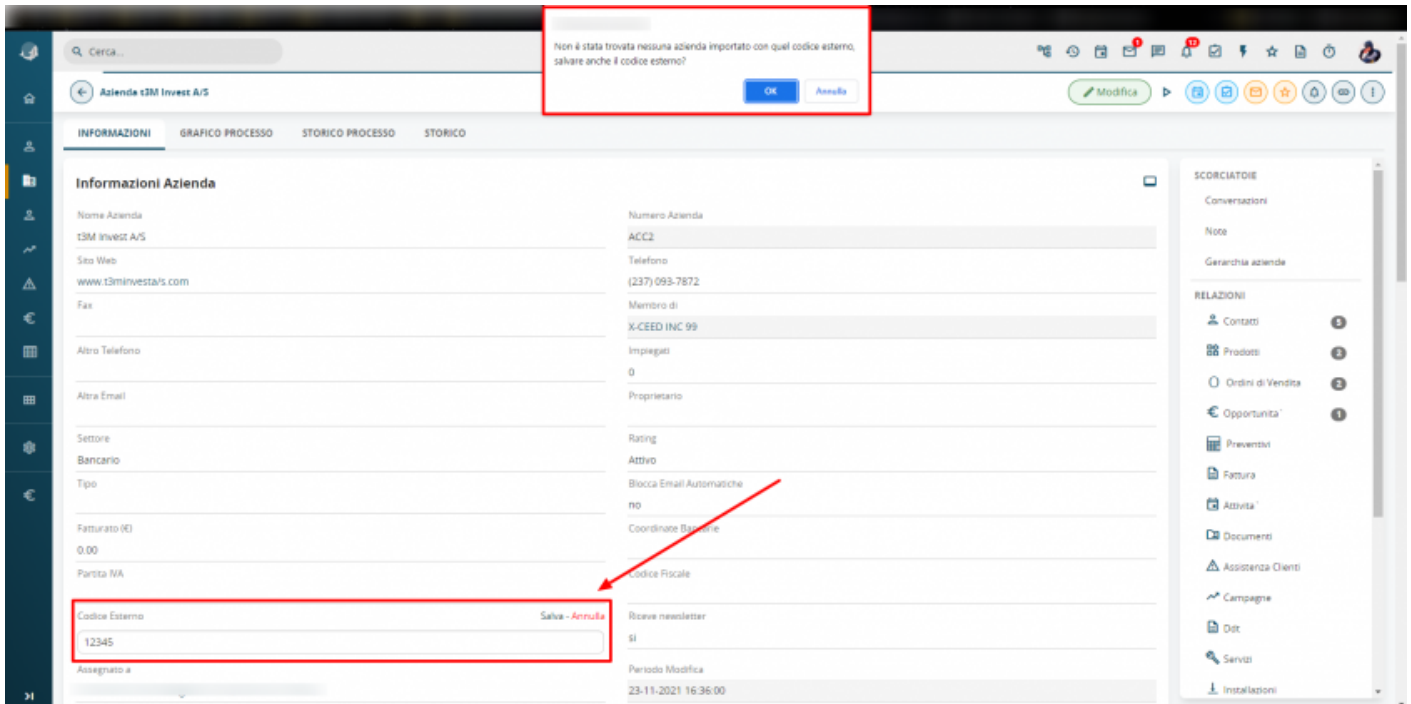 Non è stata trovata nessuna azienda importato con quel codice esterno,
salvare anche il codice esterno?
OK
Annulla
Cerca...
12
Azienda t3M Invest A/S
Modifica
INFORMAZIONI
GRAFICO PROCESSO
STORICO PROCESSO
STORICO
Informazioni Azienda
Nome Azienda
t3M Invest A/S
Numero Azienda
ACC2
Sito Web
www.t3minvesta/s.com
Telefono
(237) 093-7872
Fax
Membro di
X-CEED INC 99
Altro Telefono
Impiegati
0
Altra Email
Proprietario
Settore
Bancario
Rating
Attivo
Tipo
Blocca Email Automatiche
no
Fatturato (€)
0.00
Coordinate Bancarie
Partita IVA
Codice Fiscale
Codice Esterno
Salva - Annulla
12345
Riceve newsletter
si
Assegnato a
Periodo Modifica
23-11-2021 16:36:00
SCORCIATOIE
Conversazioni
Note
Gerarchia aziende
RELAZIONI
Contatti 5
Prodotti 2
Ordini di Vendita 2
Opportunita` 1
Preventivi
Fattura
Attivita`
Documenti
Assistenza Clienti
Campagne
Ddt
Servizi
Installazioni